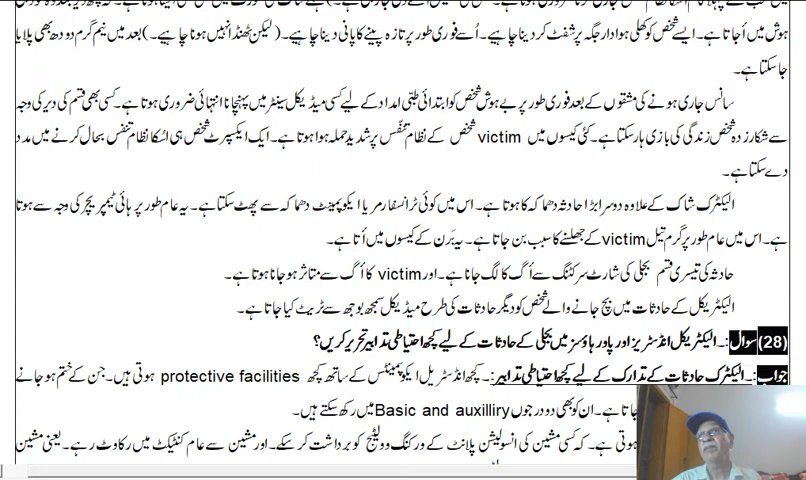 ہوش میں آ جاتا ہے۔ ایسے شخص کو کھلی ہوا دار جگہ پر شفٹ کر دینا چاہیے۔ اُسے فوری طور پر تازہ پینے کا پانی دینا چاہیے۔ (لیکن ٹھنڈا نہیں ہونا چاہیے۔) بعد میں نیم گرم دودھ بھی پلایا
جا سکتا ہے۔
سانس جاری ہونے کی مشقوں کے بعد فوری طور پر بے ہوش شخص کو ابتدائی طبّی امداد کے لیے کسی میڈیکل سینٹر میں پہنچانا انتہائی ضروری ہوتا ہے۔ کسی بھی قسم کی دیر کی وجہ
سے شکار زدہ شخص زندگی کی بازی ہار سکتا ہے۔ کئی کیسوں میں victim شخص کے نظام تنفّس پر شدید حملہ ہوا ہوتا ہے۔ ایک ایکسپرٹ شخص ہی اسُکا نظام تنفس بحال کرنے میں مدد
دے سکتا ہے۔
الیکٹرک شاک کے علاوہ دوسرا بڑا حادثہ دھماکہ کا ہوتا ہے۔ اس میں کوئی ٹرانسفارمر یا ایکوپمینٹ دھماکہ سے پھٹ سکتا ہے۔ یہ عام طور پر ہائی ٹمپریچر کی وجہ سے ہوتا
ہے۔ اس میں عام طور پر گرم تیل victim کے جھلسنے کا سبب بن جاتا ہے۔ یہ بَرن کے کیسوں میں آتا ہے۔
حادثہ کی تیسری قسم بجلی کی شارٹ سرکٹنگ سے آگ کا لگ جانا ہے۔ اور victim کا آگ سے متاثر ہو جانا ہوتا ہے۔
الیکٹریکل کے حادثات میں بچ جانے والے شخص کو دیگر حادثات کی طرح میڈیکل سمجھ بوجھ سے ٹریٹ کیا جاتا ہے۔
(28) سوال:۔ الیکٹریکل انڈسٹریز اور پاور ہاؤسز میں بجلی کے حادثات کے لیے کچھ احتیاطی تدابیر تحریر کریں؟
جواب:۔ الیکٹرک حادثات کے تدارک کے لیے کچھ احتیاطی تدابیر:۔ کچھ انڈسٹریل ایکوپمینٹس کے ساتھ کچھ protective facilities ہوتی ہیں۔ جن کے ختم ہو جانے
جاتا ہے۔ ان کو بھی دو درجوں Basic and auxilliry میں رکھ سکتے ہیں۔
ہوتی ہے۔ کہ کسی مشین کی انسولیشن پلانٹ کے ورکنگ وولٹیج کو برداشت کر سکے۔ اور مشین سے عام کنٹیکٹ میں رکاوٹ رہے۔ یعنی مشین